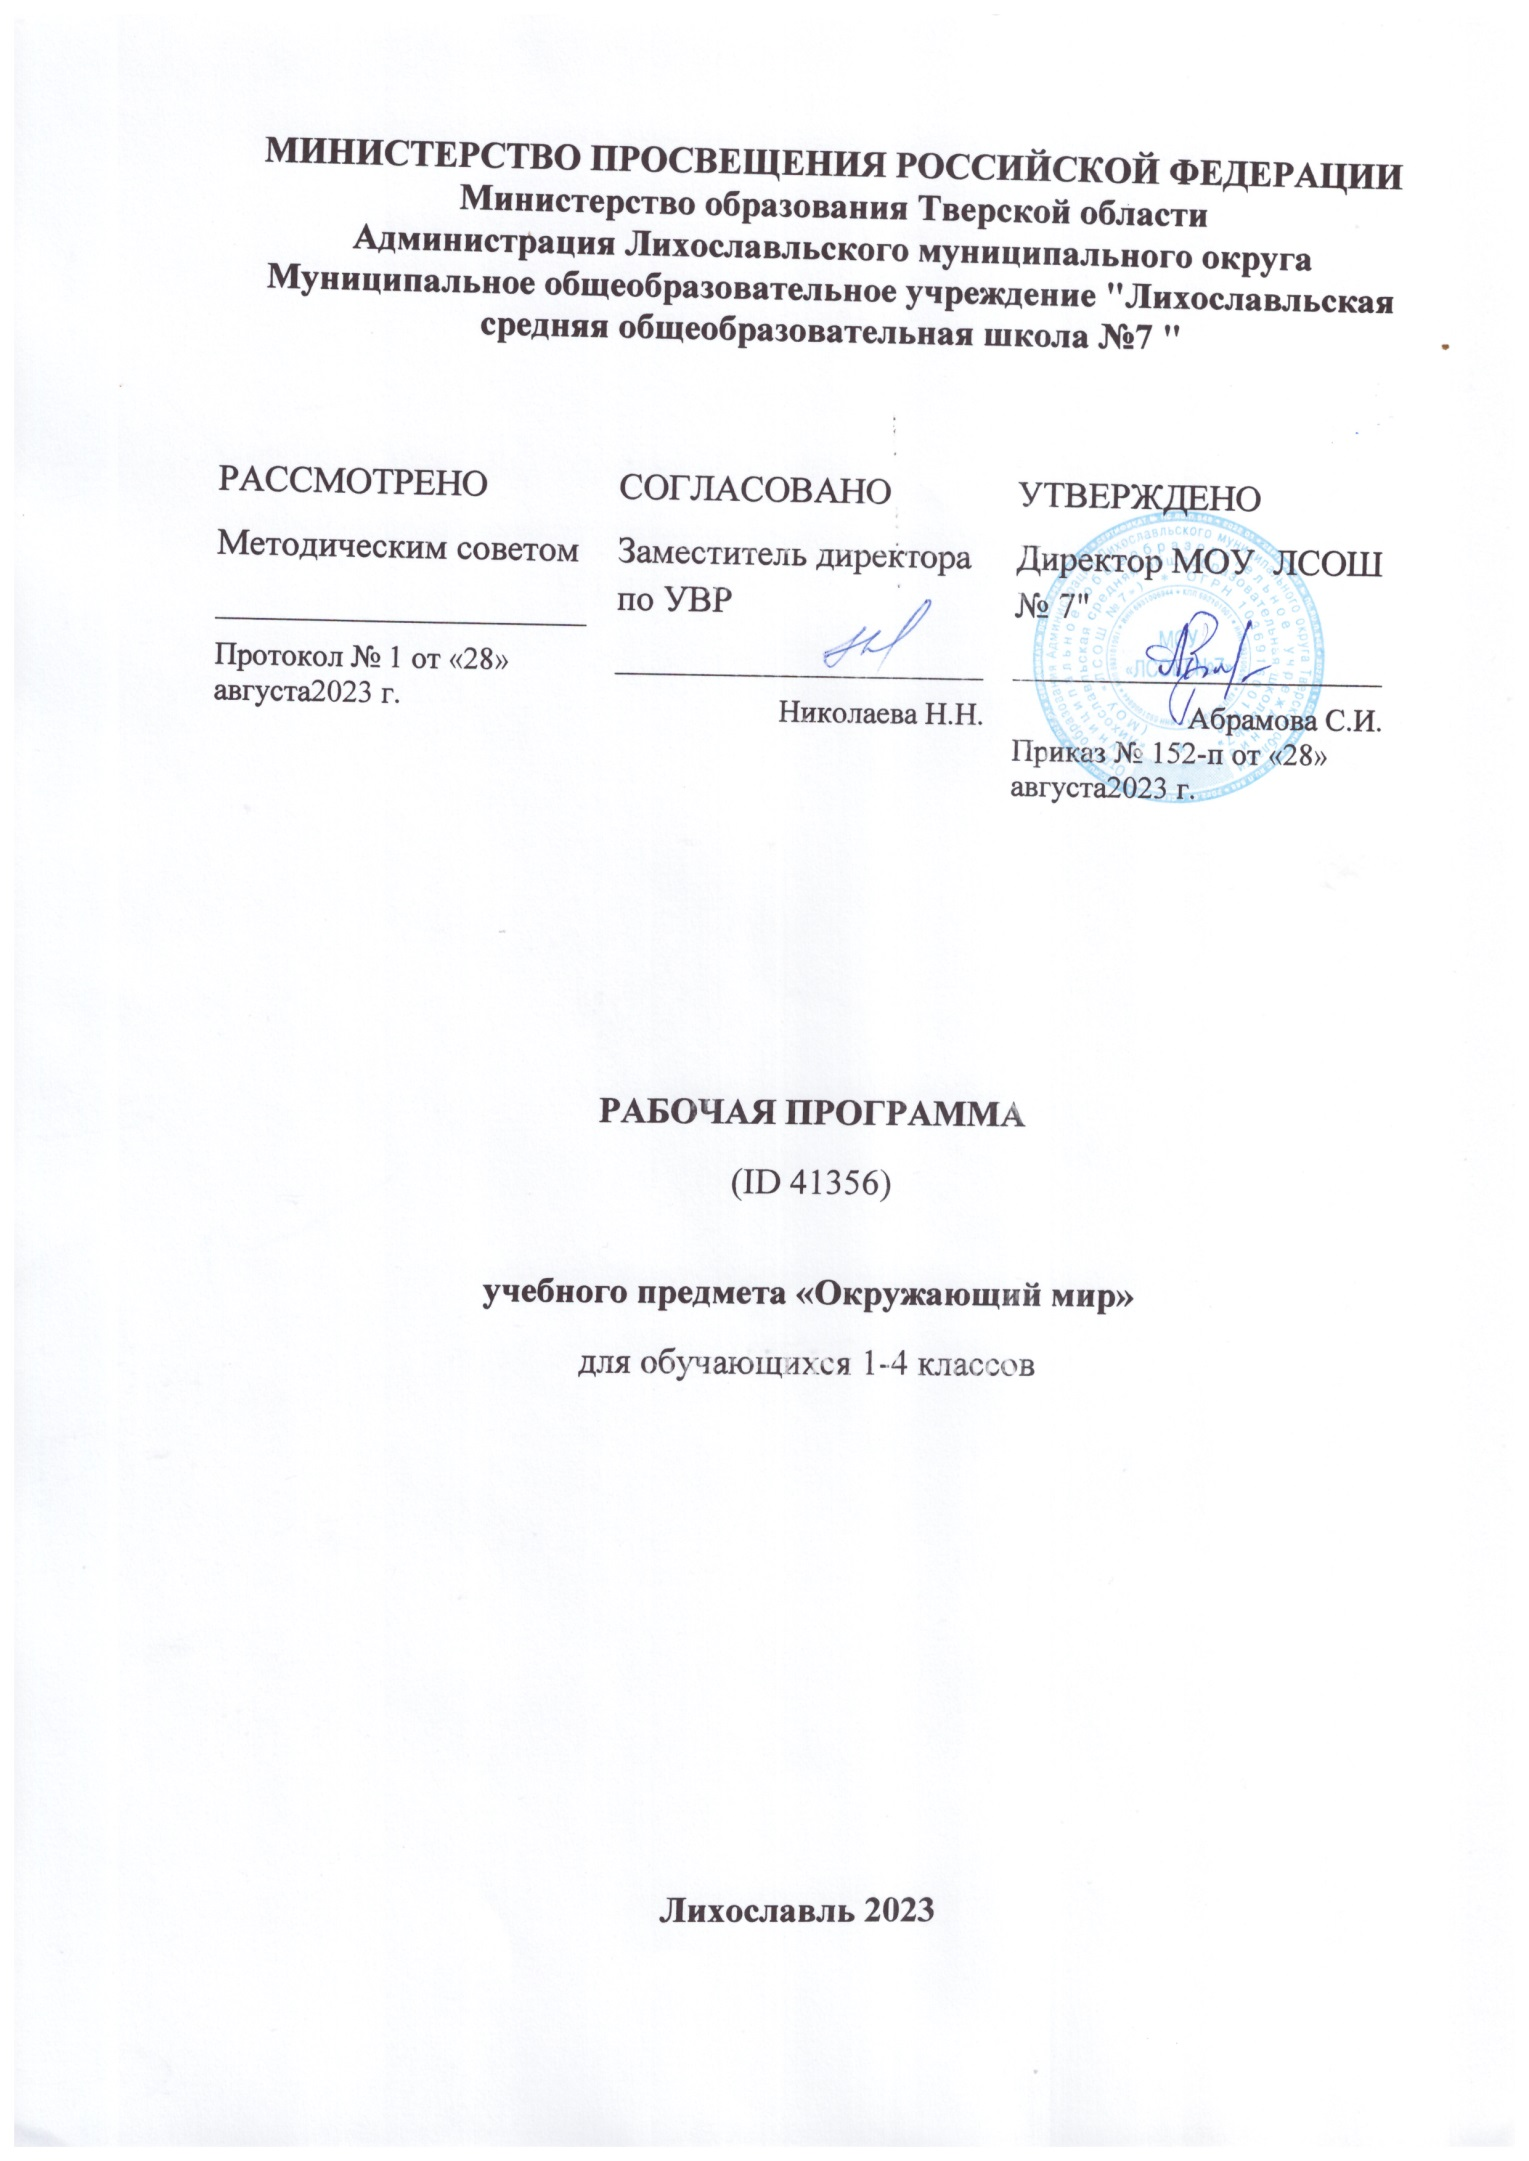 МИНИСТЕРСТВО ПРОСВЕЩЕНИЯ РОССИЙСКОЙ ФЕДЕРАЦИИ
Министерство образования Тверской области
Администрация Лихославльского муниципального округа
Муниципальное общеобразовательное учреждение "Лихославльская
средняя общеобразовательная школа №7 "
РАССМОТРЕНО
Методическим советом
Протокол № 1 от «28»
августа2023 г.
СОГЛАСОВАНО
Заместитель директора
по УВР
Николаева Н.Н.
УТВЕРЖДЕНО
Директор МОУ ЛСОШ
№ 7"
Абрамова С.И.
Приказ № 152-п от «28»
августа2023 г.
МОУ
«ЛСОШ №7»
РАБОЧАЯ ПРОГРАММА
(ID 41356)
учебного предмета «Окружающий мир»
для обучающихся 1-4 классов
Лихославль 2023